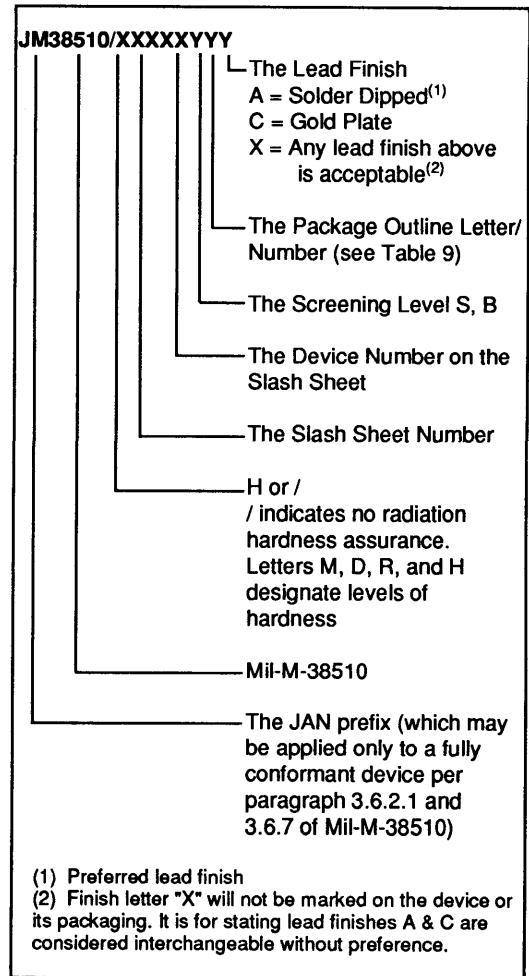 JM38510/XXXXXYYY
The Lead Finish
A = Solder Dipped(1)
C = Gold Plate
X = Any lead finish above
is acceptable(2)
The Package Outline Letter/
Number (see Table 9)
The Screening Level S, B
The Device Number on the
Slash Sheet
The Slash Sheet Number
H or /
/ indicates no radiation
hardness assurance.
Letters M, D, R, and H
designate levels of
hardness
Mil-M-38510
The JAN prefix (which may
be applied only to a fully
conformant device per
paragraph 3.6.2.1 and
3.6.7 of Mil-M-38510)
(1) Preferred lead finish
(2) Finish letter "X" will not be marked on the device or
its packaging. It is for stating lead finishes A & C are
considered interchangeable without preference.